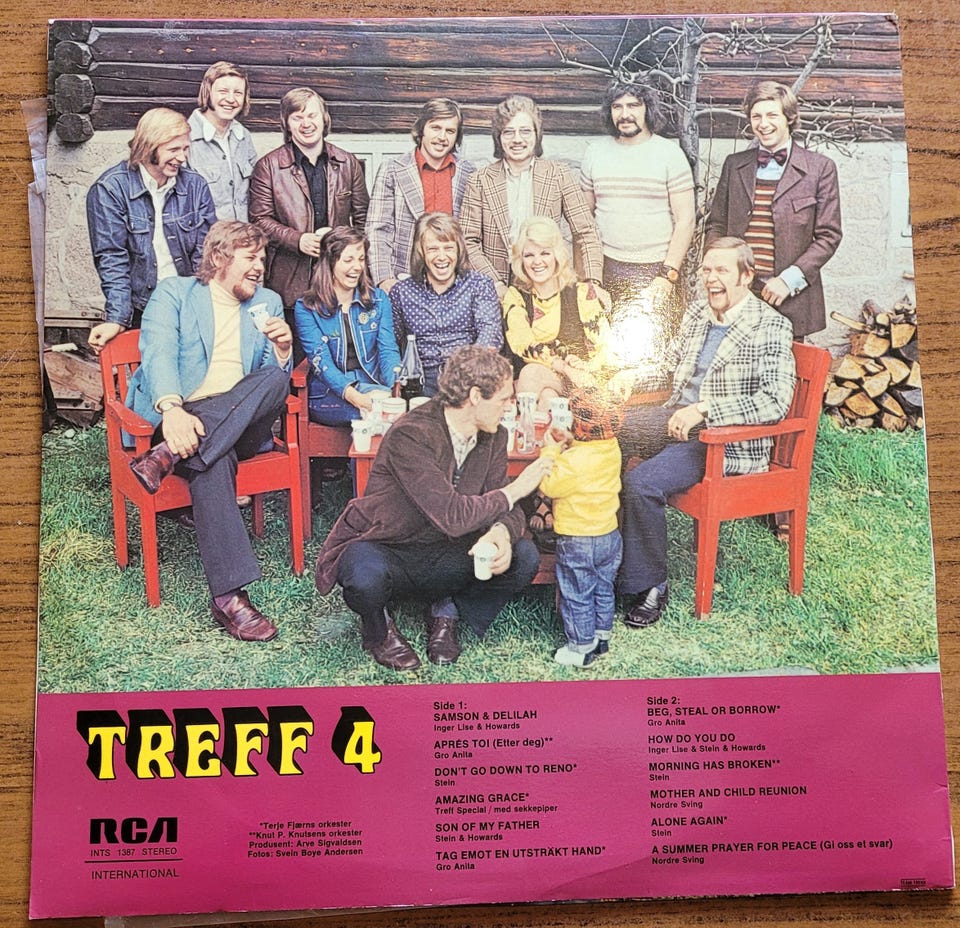 TREFF 4
RCA
INTS 1387 STEREO
INTERNATIONAL
*Terje Fjærns orkester
**Knut P. Knutsens orkester
Produsent: Arve Sigvaldsen
Fotos: Svein Boye Andersen
Side 1:
SAMSON & DELILAH
Inger Lise & Howards
APRÉS TOI (Etter deg)**
Gro Anita
DON'T GO DOWN TO RENO*
Stein
AMAZING GRACE*
Treff Special / med sekkepiper
SON OF MY FATHER
Stein & Howards
TAG EMOT EN UTSTRÄKT HAND*
Gro Anita
Side 2:
BEG, STEAL OR BORROW*
Gro Anita
HOW DO YOU DO
Inger Lise & Stein & Howards
MORNING HAS BROKEN**
Stein
MOTHER AND CHILD REUNION
Nordre Sving
ALONE AGAIN*
Stein
A SUMMER PRAYER FOR PEACE (Gi oss et svar)
Nordre Sving